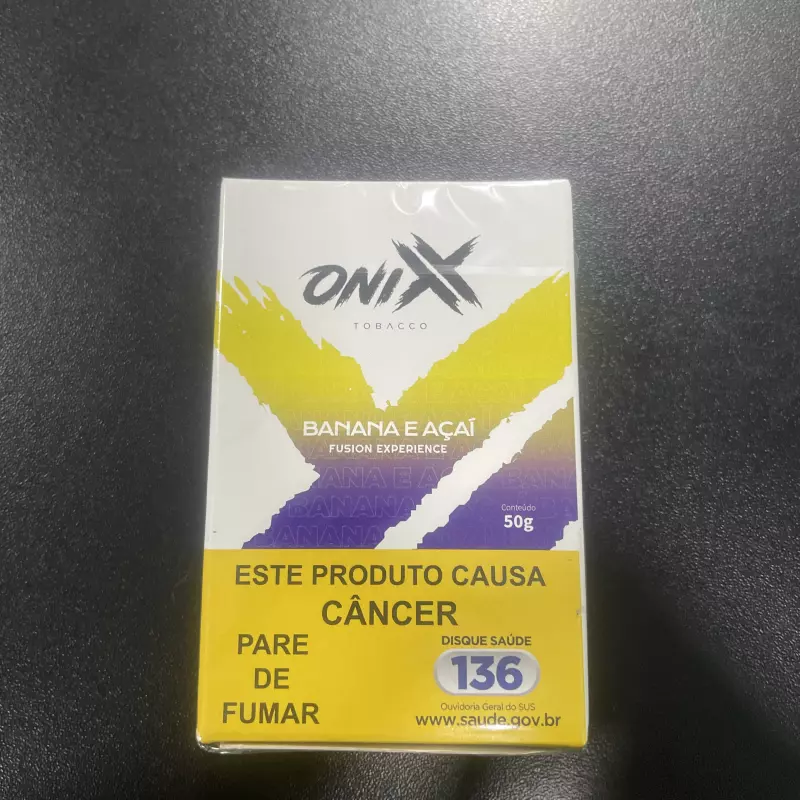 ONIX
TOBACCO
BANANA E AÇAÍ
FUSION EXPERIENCE
Conteúdo
50g
ESTE PRODUTO CAUSA
CÂNCER
PARE
DE
FUMAR
DISQUE SAÚDE
136
Ouvidoria Geral do SUS
www.saude.gov.br